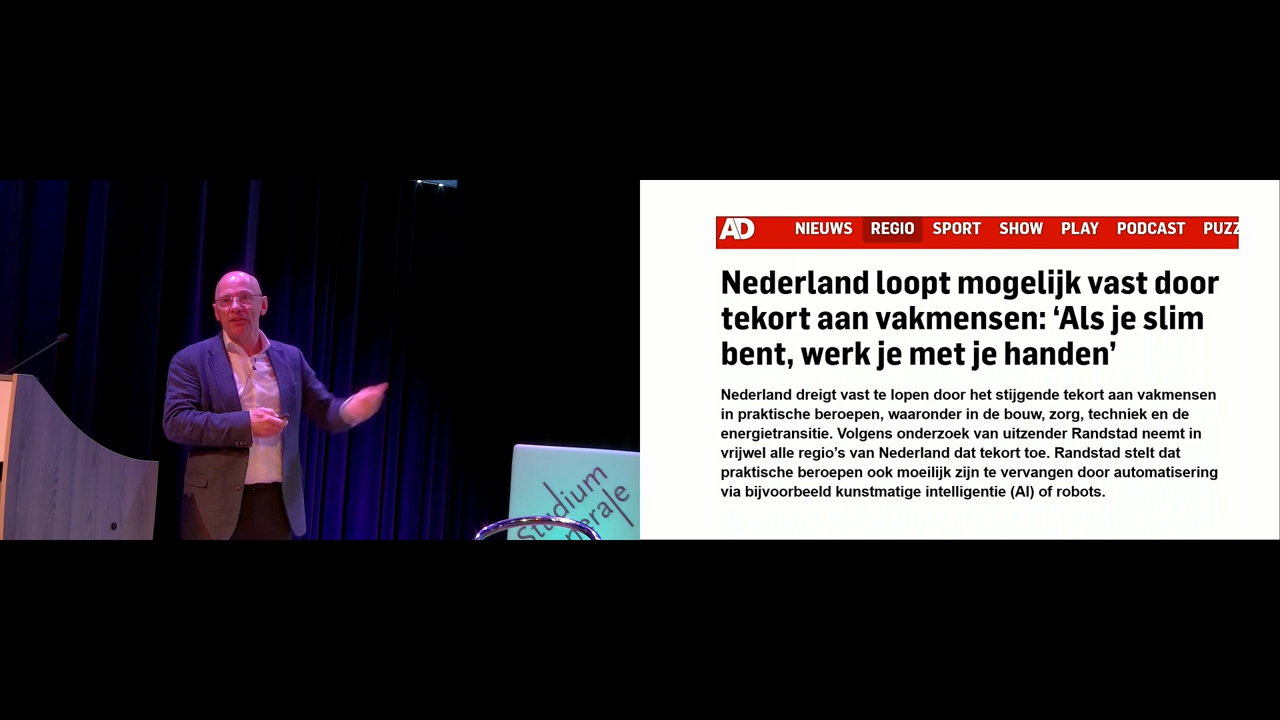 Studium
Generale
AD NIEUWS REGIO SPORT SHOW PLAY PODCAST PUZZ
Nederland loopt mogelijk vast door
tekort aan vakmensen: ‘Als je slim
bent, werk je met je handen’
Nederland dreigt vast te lopen door het stijgende tekort aan vakmensen
in praktische beroepen, waaronder in de bouw, zorg, techniek en de
energietransitie. Volgens onderzoek van uitzender Randstad neemt in
vrijwel alle regio’s van Nederland dat tekort toe. Randstad stelt dat
praktische beroepen ook moeilijk zijn te vervangen door automatisering
via bijvoorbeeld kunstmatige intelligentie (AI) of robots.